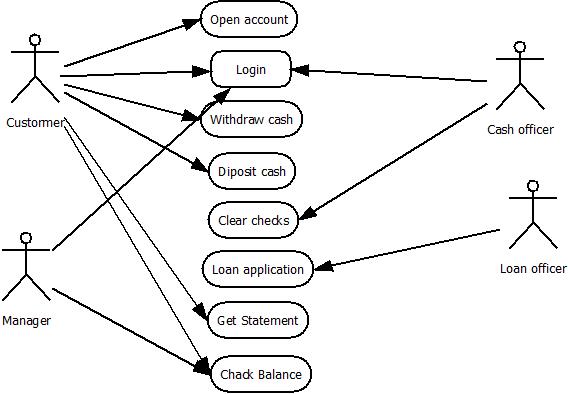 Open account
Login
Custormer
Withdraw cash
Cash officer
Diposit cash
Clear checks
Loan application
Loan officer
Manager
Get Statement
Chack Balance